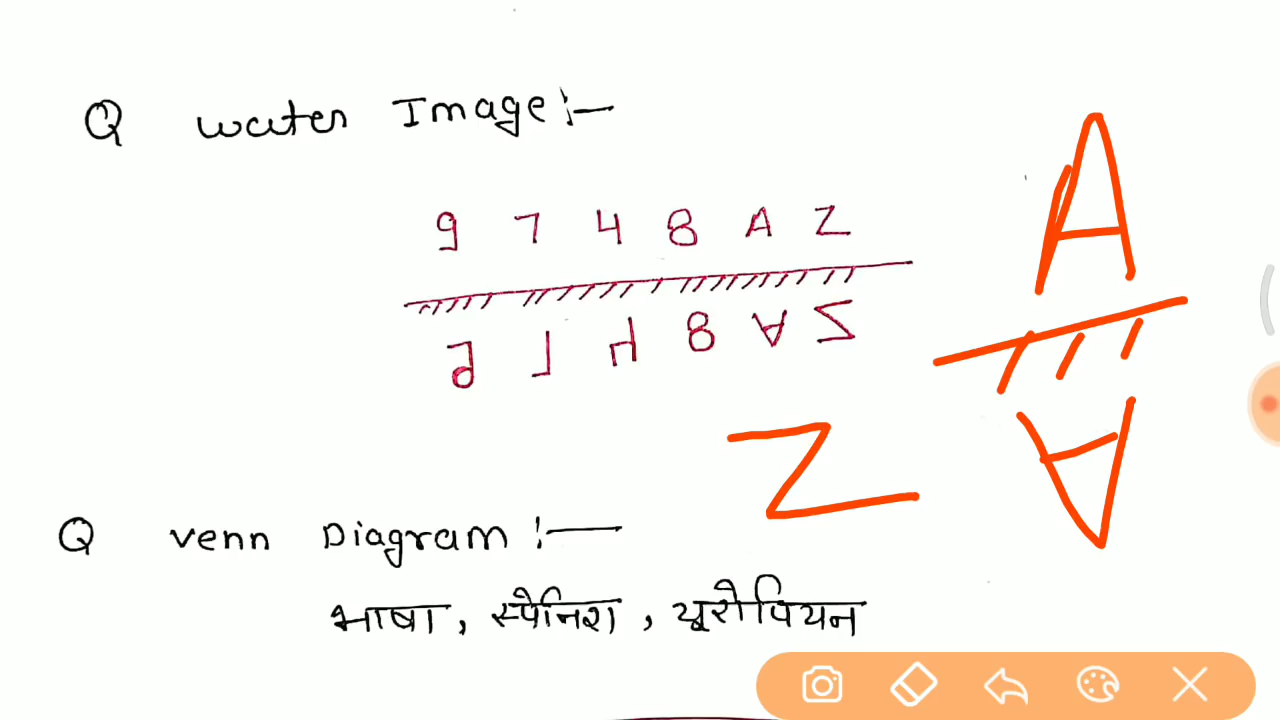 Q water Image:-
9 7 4 8 A Z
A
Z
Q venn Diagram :-
भाषा, स्पेनिश, यूरोपियन